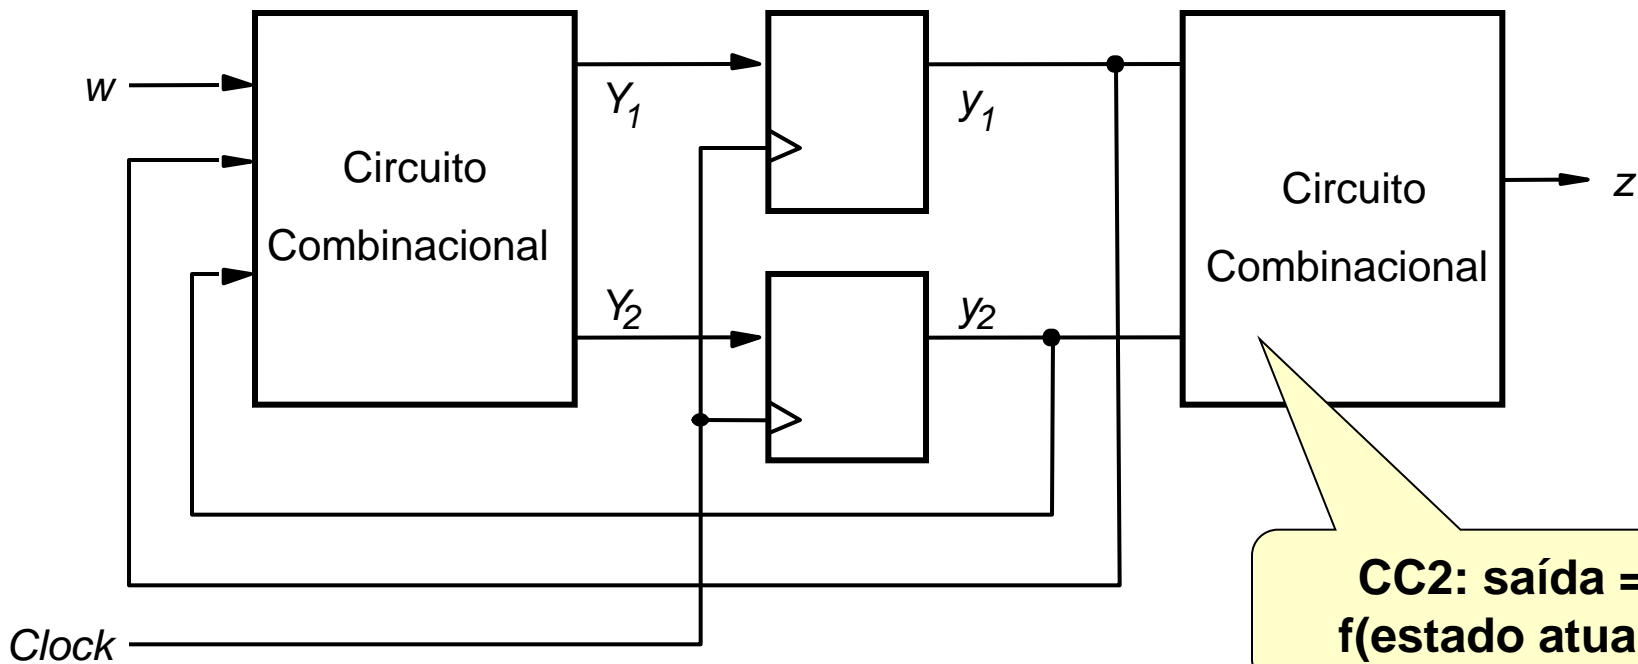 w
Circuito
Combinacional
Y1
Y2
y1
y2
Circuito
Combinacional
z
Clock
CC2: saída =
f(estado atua